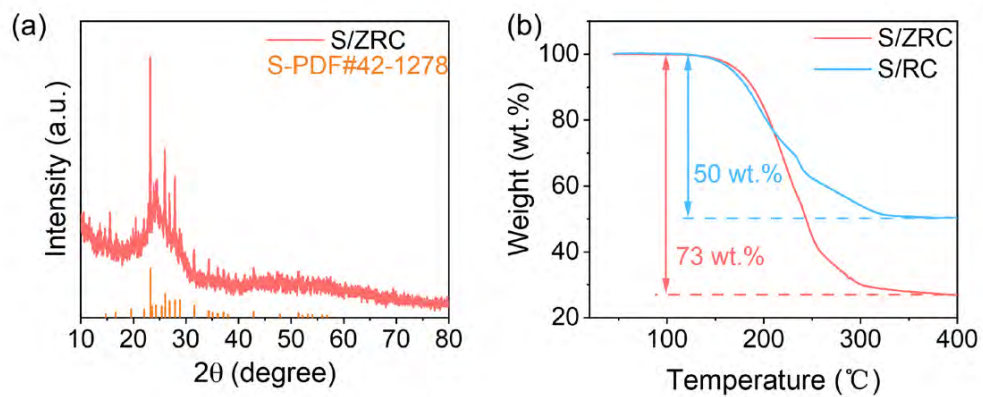 (a)
S/ZRC
S-PDF#42-1278
Intensity (a.u.)
10 20 30 40 50 60 70 80
2θ (degree)
(b)
S/ZRC
S/RC
100
80
60
40
20
Weight (wt.%)
50 wt.%
73 wt.%
100 200 300 400
Temperature (℃)